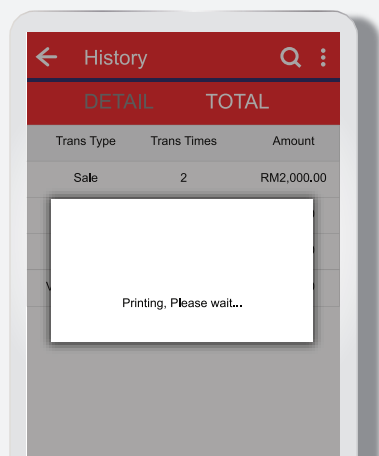 History
DETAIL TOTAL
Trans Type Trans Times Amount
Sale 2 RM2,000.00
Printing, Please wait...